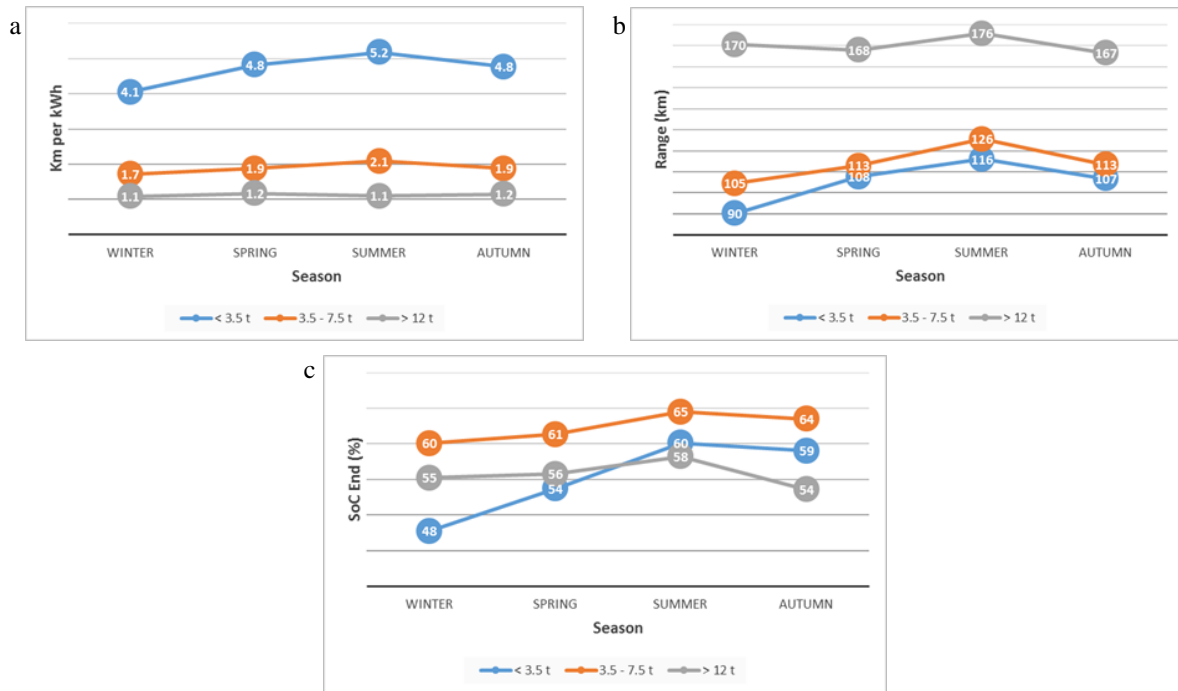 a
Km per kWh
4.1 4.8 5.2 4.8
1.7 1.9 2.1 1.9
1.1 1.2 1.1 1.2
WINTER SPRING SUMMER AUTUMN
Season
< 3.5 t 3.5 - 7.5 t > 12 t
b
Range (km)
170 168 176 167
105 113 126 113
90 108 116 107
WINTER SPRING SUMMER AUTUMN
Season
< 3.5 t 3.5 - 7.5 t > 12 t
c
SoC End (%)
60 61 65 64
55 56 58 54
48 54 60 59
WINTER SPRING SUMMER AUTUMN
Season
< 3.5 t 3.5 - 7.5 t > 12 t